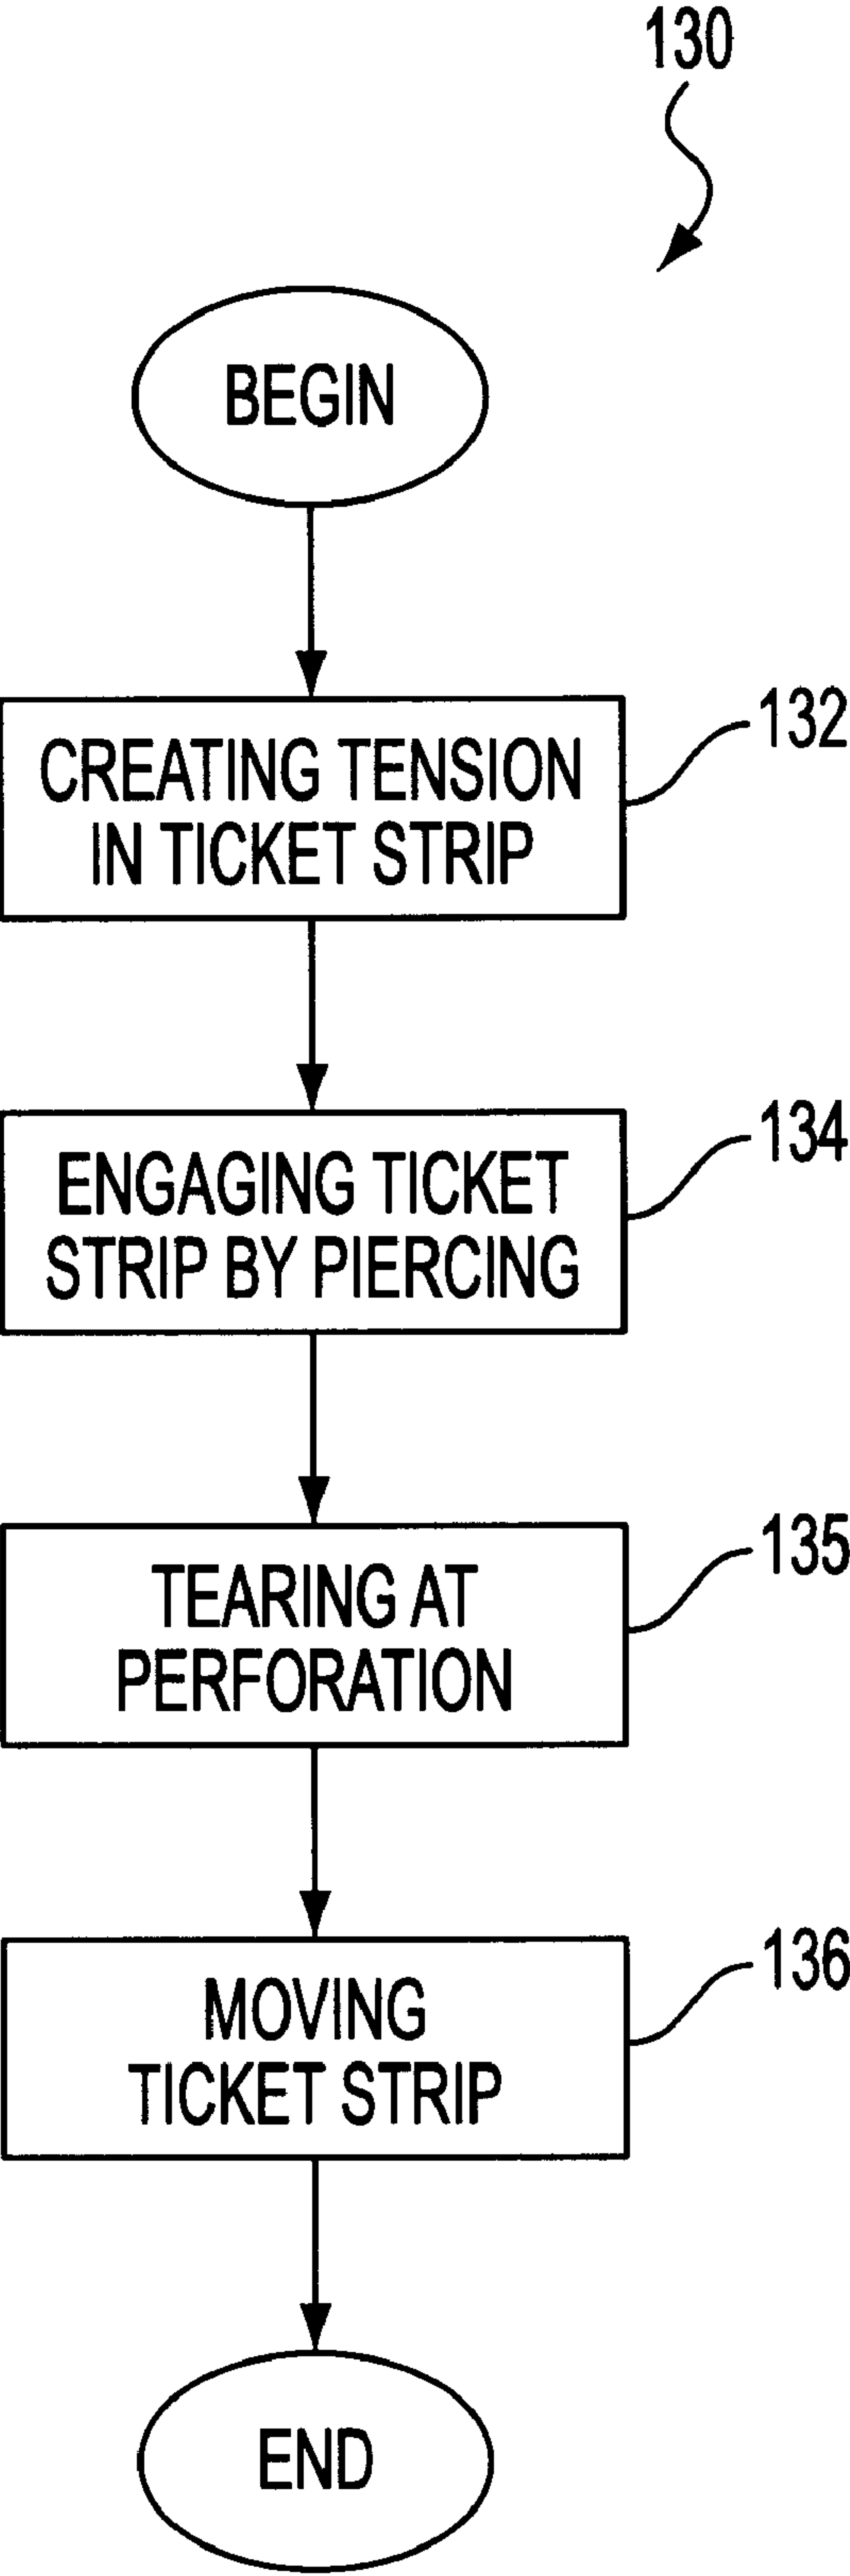 130
BEGIN
CREATING TENSION
IN TICKET STRIP
132
ENGAGING TICKET
STRIP BY PIERCING
134
TEARING AT
PERFORATION
135
MOVING
TICKET STRIP
136
END